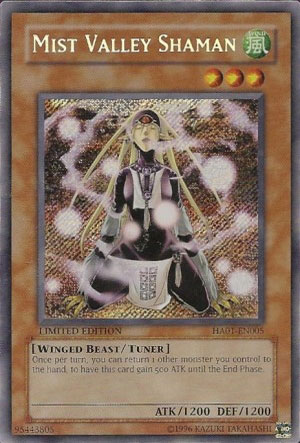 MIST VALLEY SHAMAN
風
LIMITED EDITION
HA01-EN005
[WINGED BEAST/TUNER]
Once per turn, you can return 1 other monster you control to
the hand, to have this card gain 500 ATK until the End Phase.
ATK/1200 DEF/1200
95443805
©1996 KAZUKI TAKAHASHI